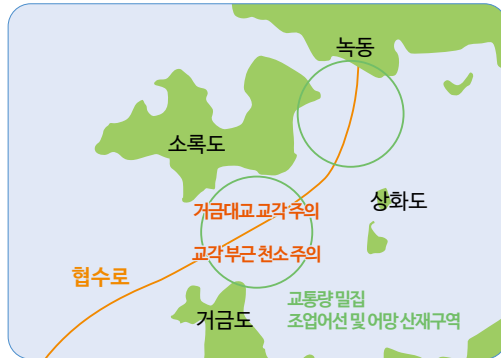 녹동
소록도
상화도
거금대교 교각 주의
교각 부근 천소 주의
협수로
거금도
교통량 밀집
조업어선 및 어망 산재구역